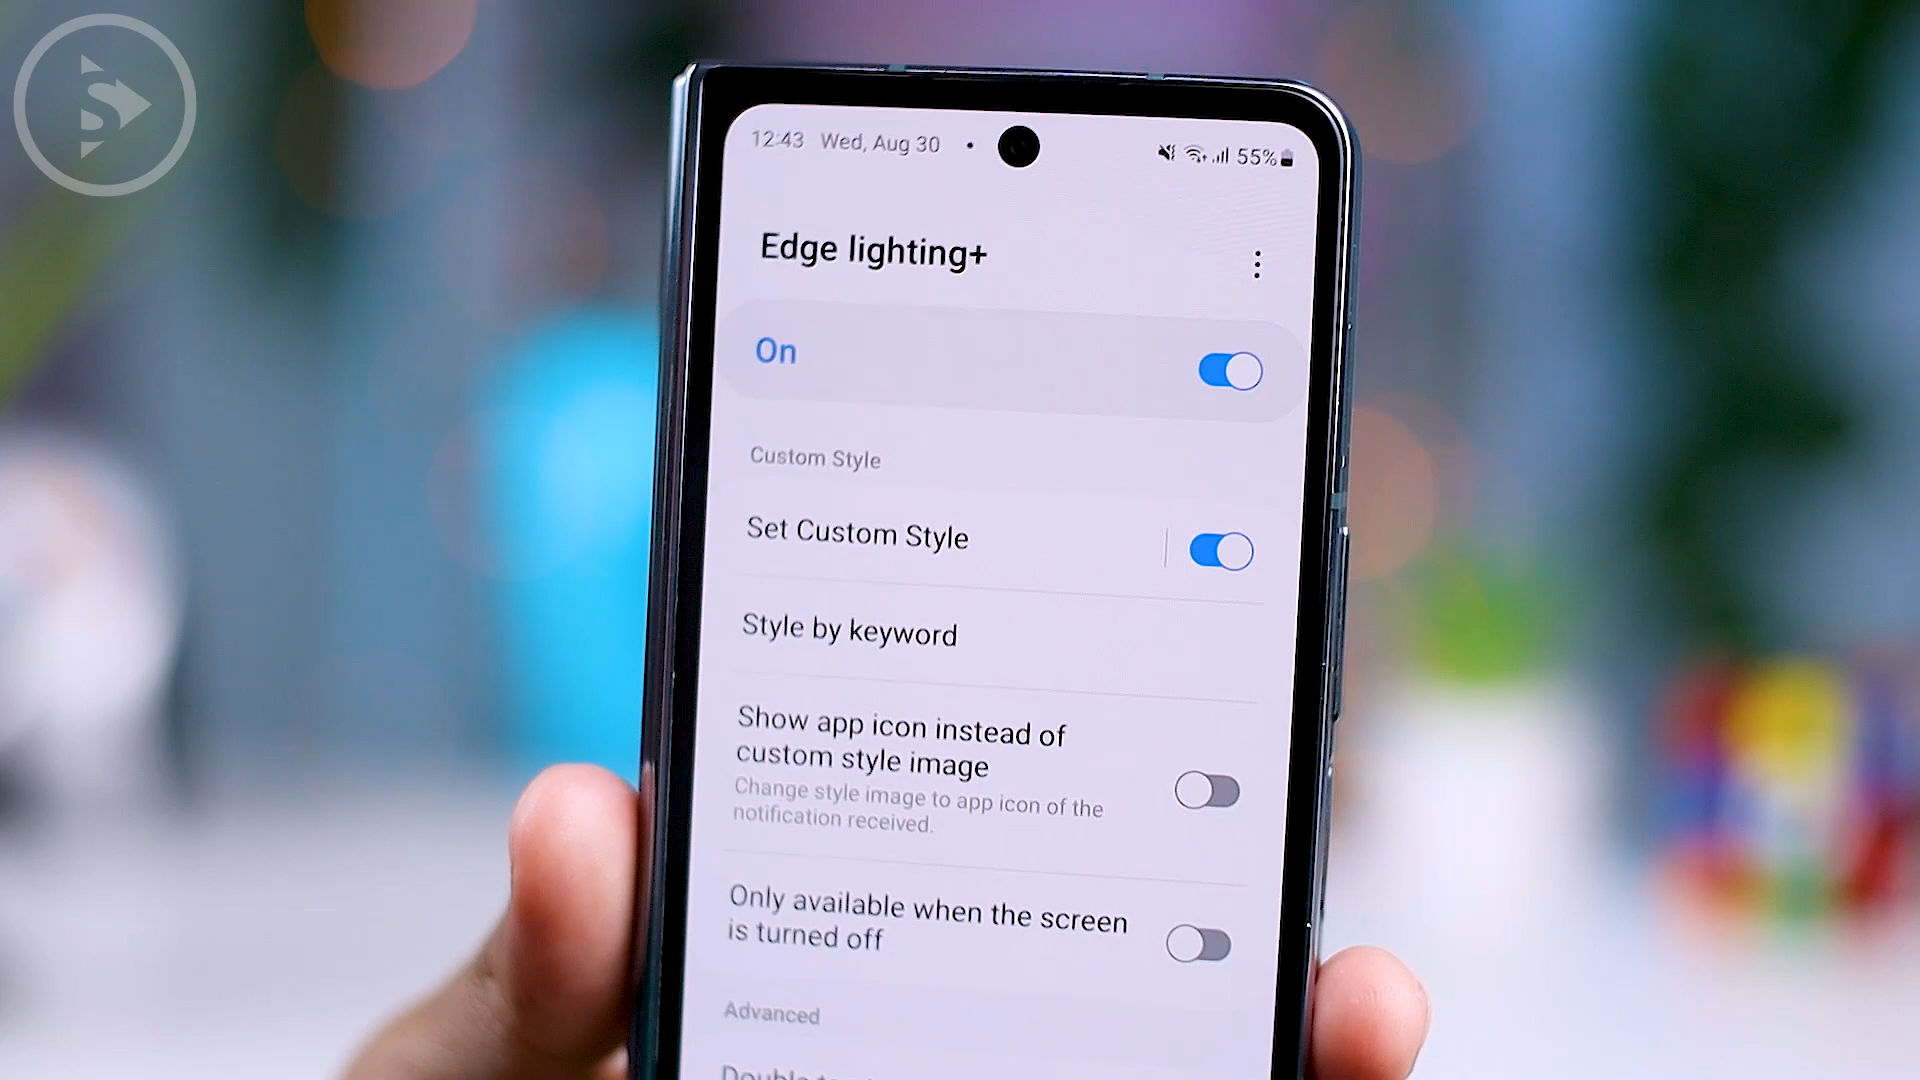 S
12:43 Wed, Aug 30
55%
Edge lighting+
On
Custom Style
Set Custom Style
Style by keyword
Show app icon instead of
custom style image
Change style image to app icon of the
notification received.
Only available when the screen
is turned off
Advanced
Double